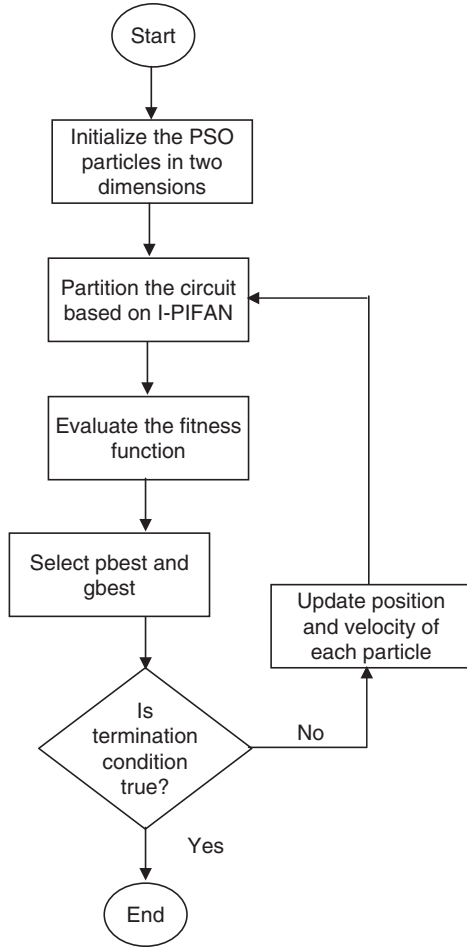 Start
Initialize the PSO
particles in two
dimensions
Partition the circuit
based on I-PIFAN
Evaluate the fitness
function
Select pbest and
gbest
Update position
and velocity of
each particle
Is
termination
condition
true?
No
Yes
End